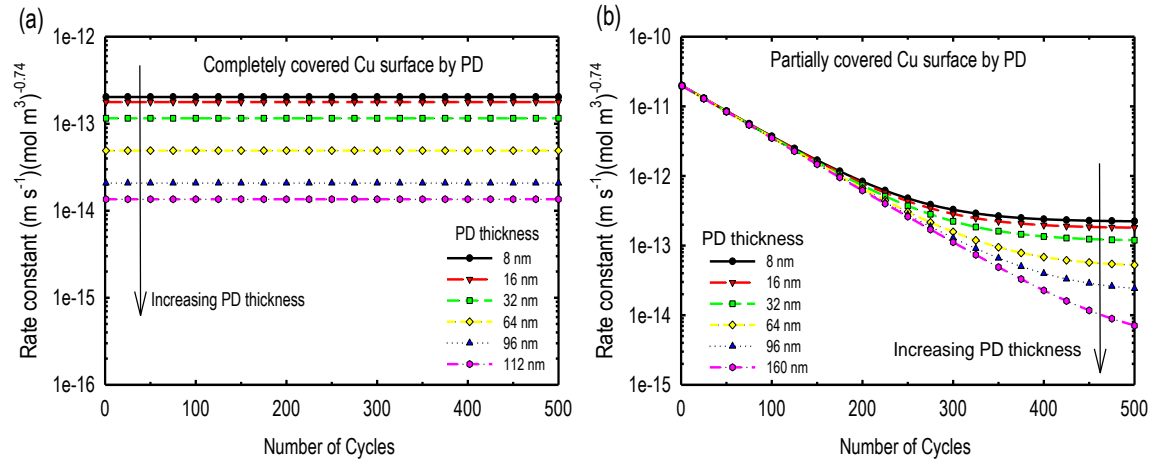 (a)
Rate constant (m s⁻¹)(mol m³)⁻⁰·⁷⁴
1e-12
1e-13
1e-14
1e-15
1e-16
Completely covered Cu surface by PD
PD thickness
8 nm
16 nm
32 nm
64 nm
96 nm
112 nm
Increasing PD thickness
0 100 200 300 400 500
Number of Cycles
(b)
Rate constant (m s⁻¹)(mol m³)⁻⁰·⁷⁴
1e-10
1e-11
1e-12
1e-13
1e-14
1e-15
Partially covered Cu surface by PD
PD thickness
8 nm
16 nm
32 nm
64 nm
96 nm
160 nm
Increasing PD thickness
0 100 200 300 400 500
Number of Cycles